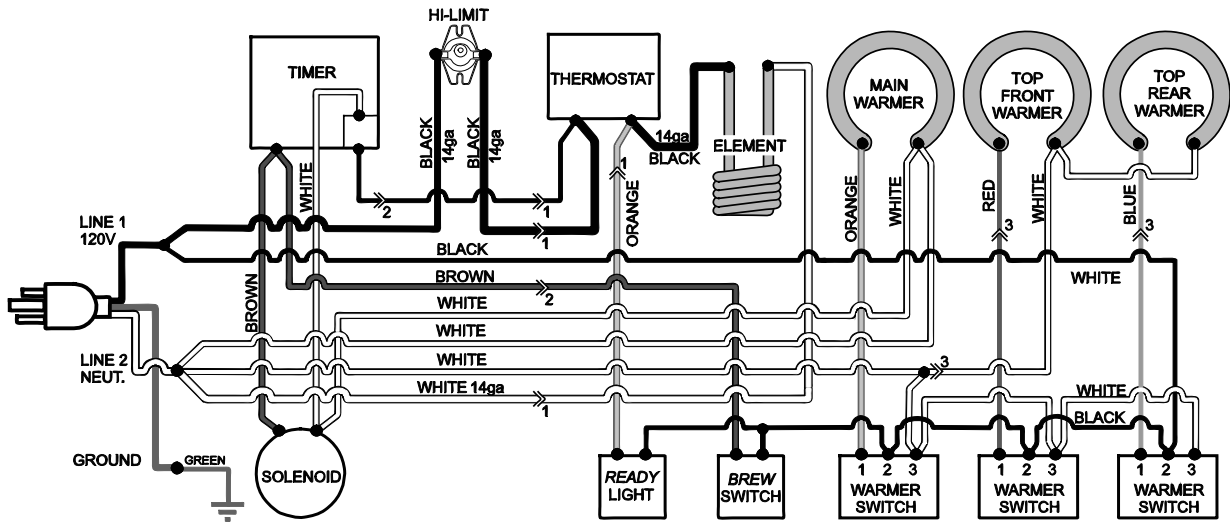 HI-LIMIT
TIMER
THERMOSTAT
MAIN
WARMER
TOP
FRONT
WARMER
TOP
REAR
WARMER
BLACK
14ga
BLACK
14ga
14ga
BLACK
ELEMENT
WHITE
2
1
1
1
ORANGE
ORANGE
WHITE
RED
3
WHITE
BLUE
3
LINE 1
120V
BLACK
BROWN
2
BROWN
WHITE
WHITE
WHITE
WHITE
LINE 2
NEUT.
WHITE 14ga
1
3
WHITE
BLACK
GROUND
GREEN
SOLENOID
READY
LIGHT
BREW
SWITCH
1 2 3
WARMER
SWITCH
1 2 3
WARMER
SWITCH
1 2 3
WARMER
SWITCH